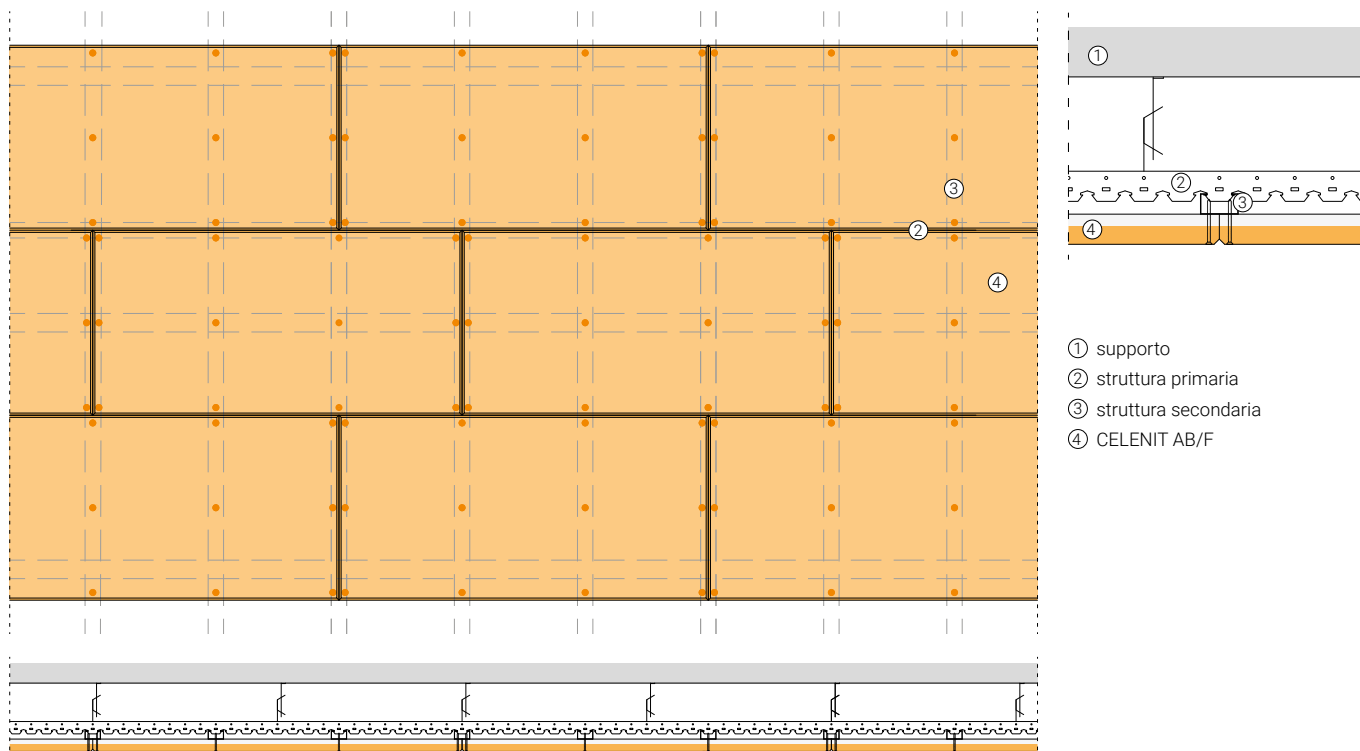 ①
②
③
④
③
②
④
① supporto
② struttura primaria
③ struttura secondaria
④ CELENIT AB/F